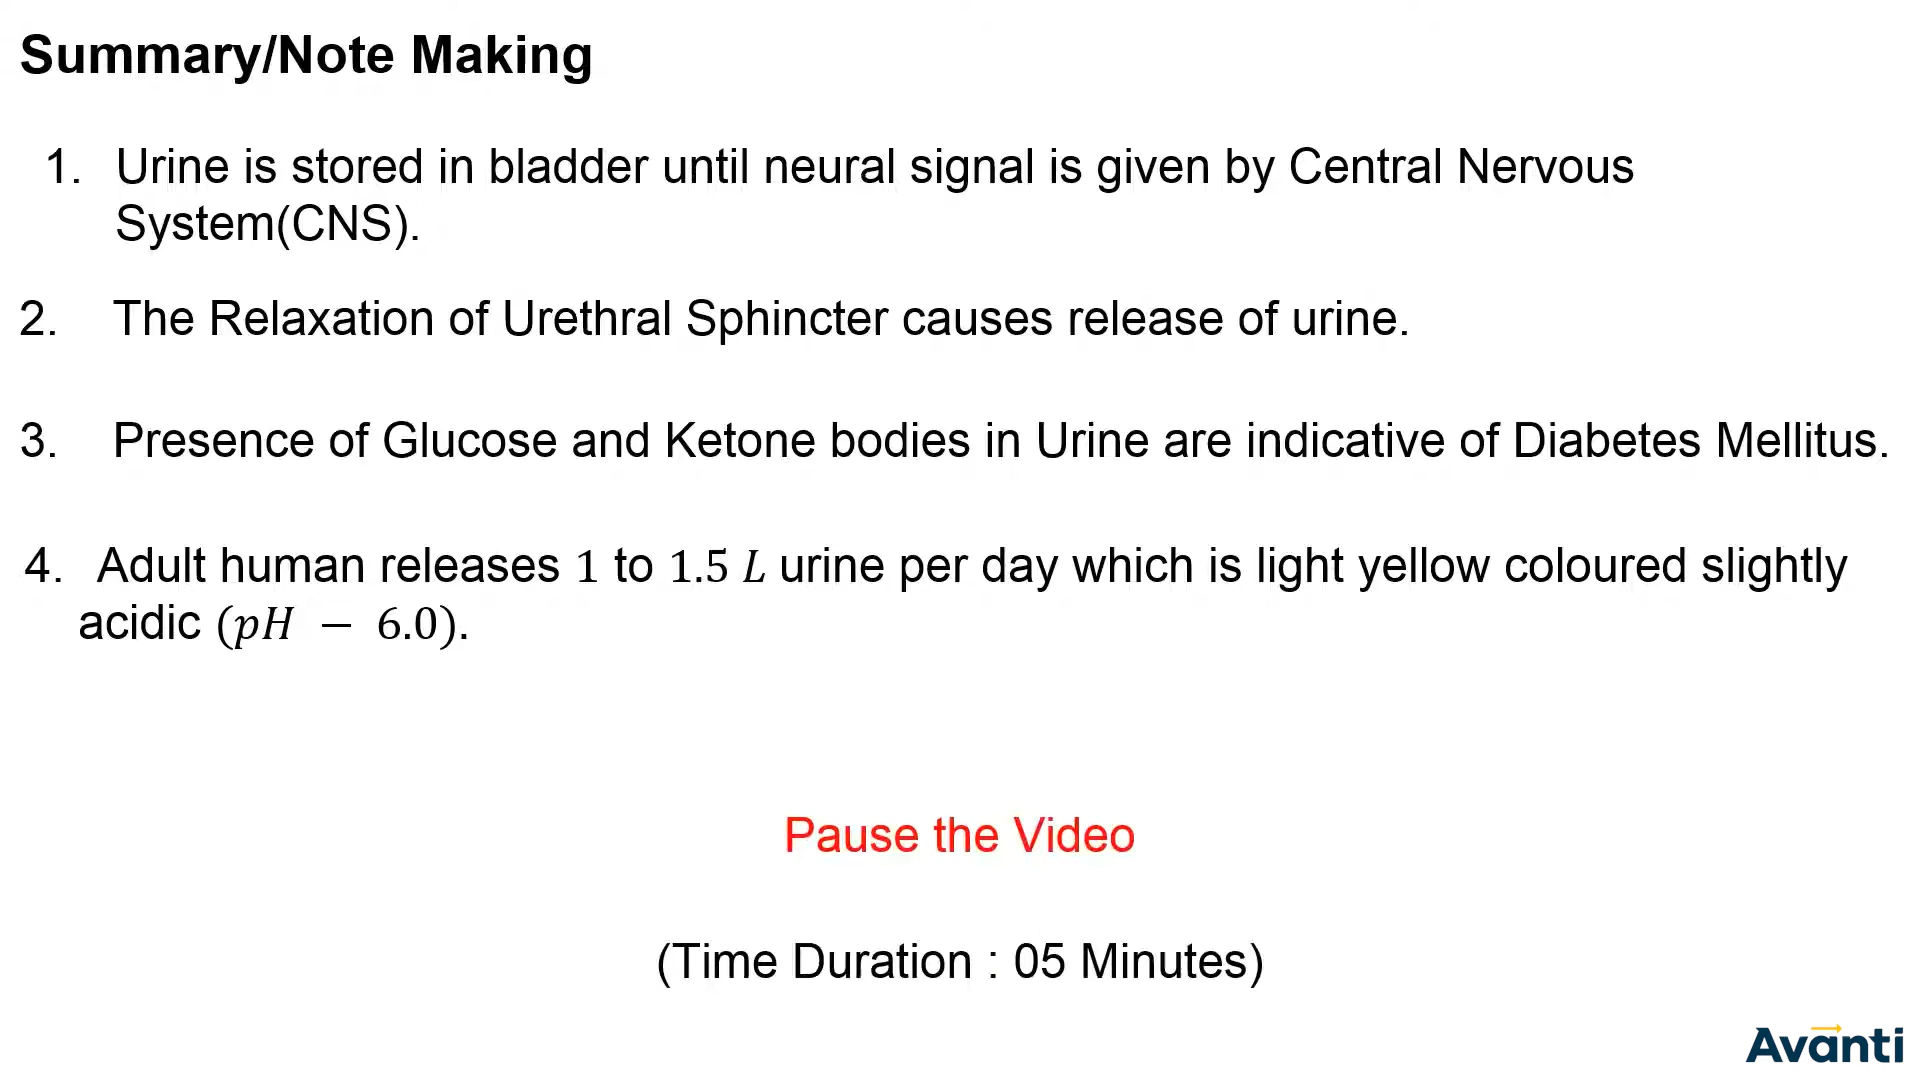 Summary/Note Making
1. Urine is stored in bladder until neural signal is given by Central Nervous
System(CNS).
2. The Relaxation of Urethral Sphincter causes release of urine.
3. Presence of Glucose and Ketone bodies in Urine are indicative of Diabetes Mellitus.
4. Adult human releases 1 to 1.5 L urine per day which is light yellow coloured slightly
acidic (pH − 6.0).
Pause the Video
(Time Duration : 05 Minutes)
Avanti